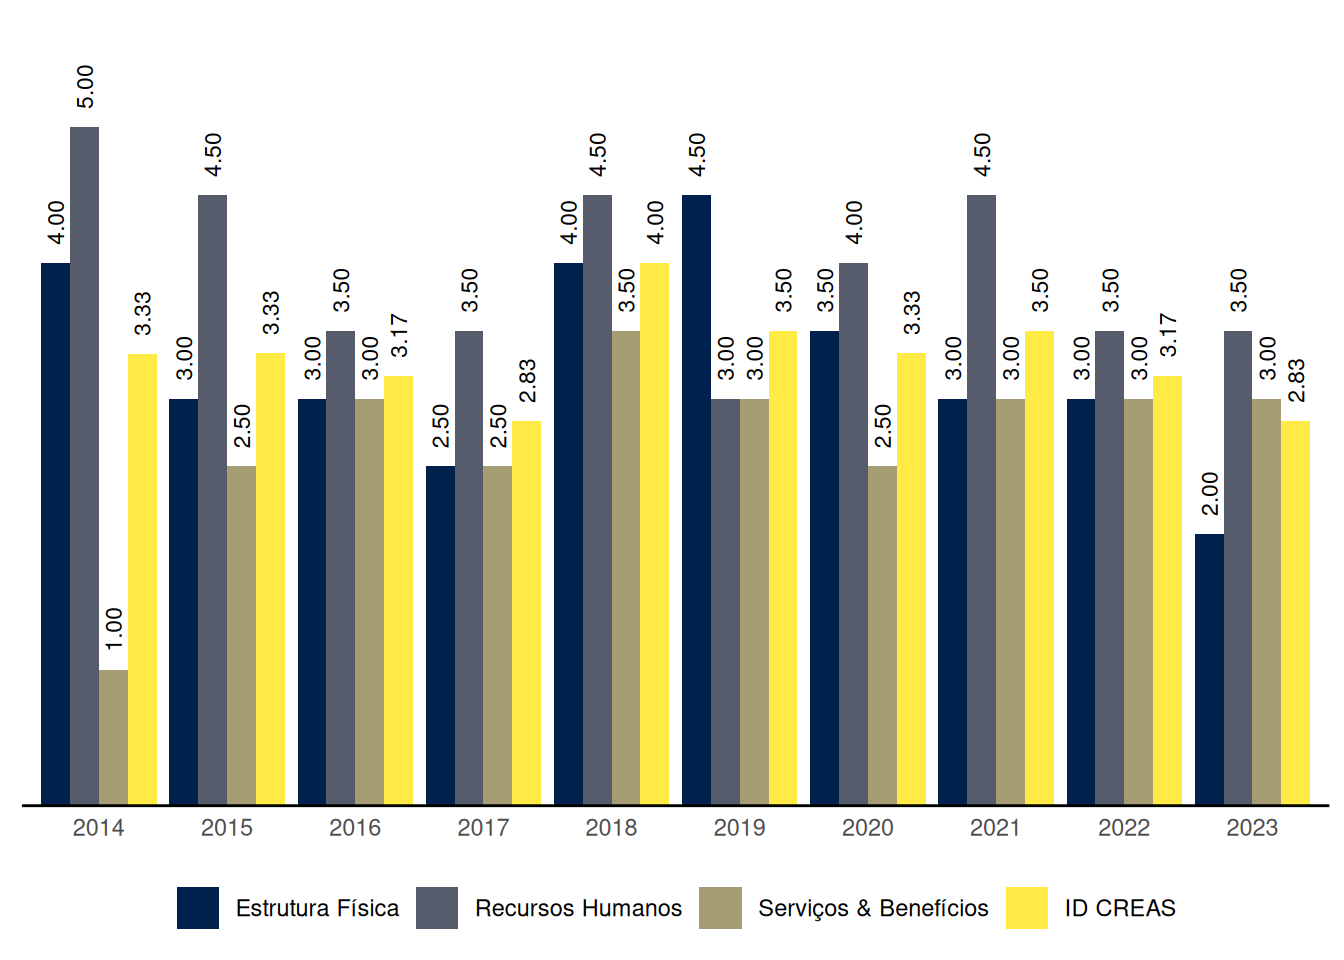 4.00 5.00 1.00 3.33
3.00 4.50 2.50 3.33
3.00 3.50 3.00 3.17
2.50 3.50 2.50 2.83
4.00 4.50 3.50 4.00
4.50 3.00 3.00 3.50
3.50 4.00 2.50 3.33
3.00 4.50 3.00 3.50
3.00 3.50 3.00 3.17
2.00 3.50 3.00 2.83
2014 2015 2016 2017 2018 2019 2020 2021 2022 2023
Estrutura Física Recursos Humanos Serviços & Benefícios ID CREAS